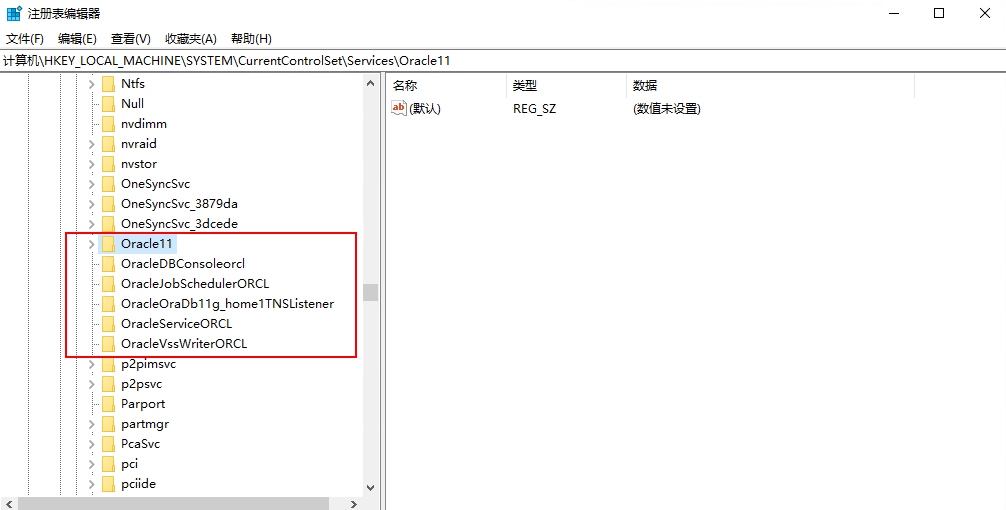 注册表编辑器
文件(F) 编辑(E) 查看(V) 收藏夹(A) 帮助(H)
计算机\HKEY_LOCAL_MACHINE\SYSTEM\CurrentControlSet\Services\Oracle11
Ntfs
Null
nvdimm
nvraid
nvstor
OneSyncSvc
OneSyncSvc_3879da
OneSyncSvc_3dcede
Oracle11
OracleDBConsoleorcl
OracleJobSchedulerORCL
OracleOraDb11g_home1TNSListener
OracleServiceORCL
OracleVssWriterORCL
p2pimsvc
p2psvc
Parport
partmgr
PcaSvc
pci
pciide
名称 类型 数据
ab (默认) REG_SZ (数值未设置)